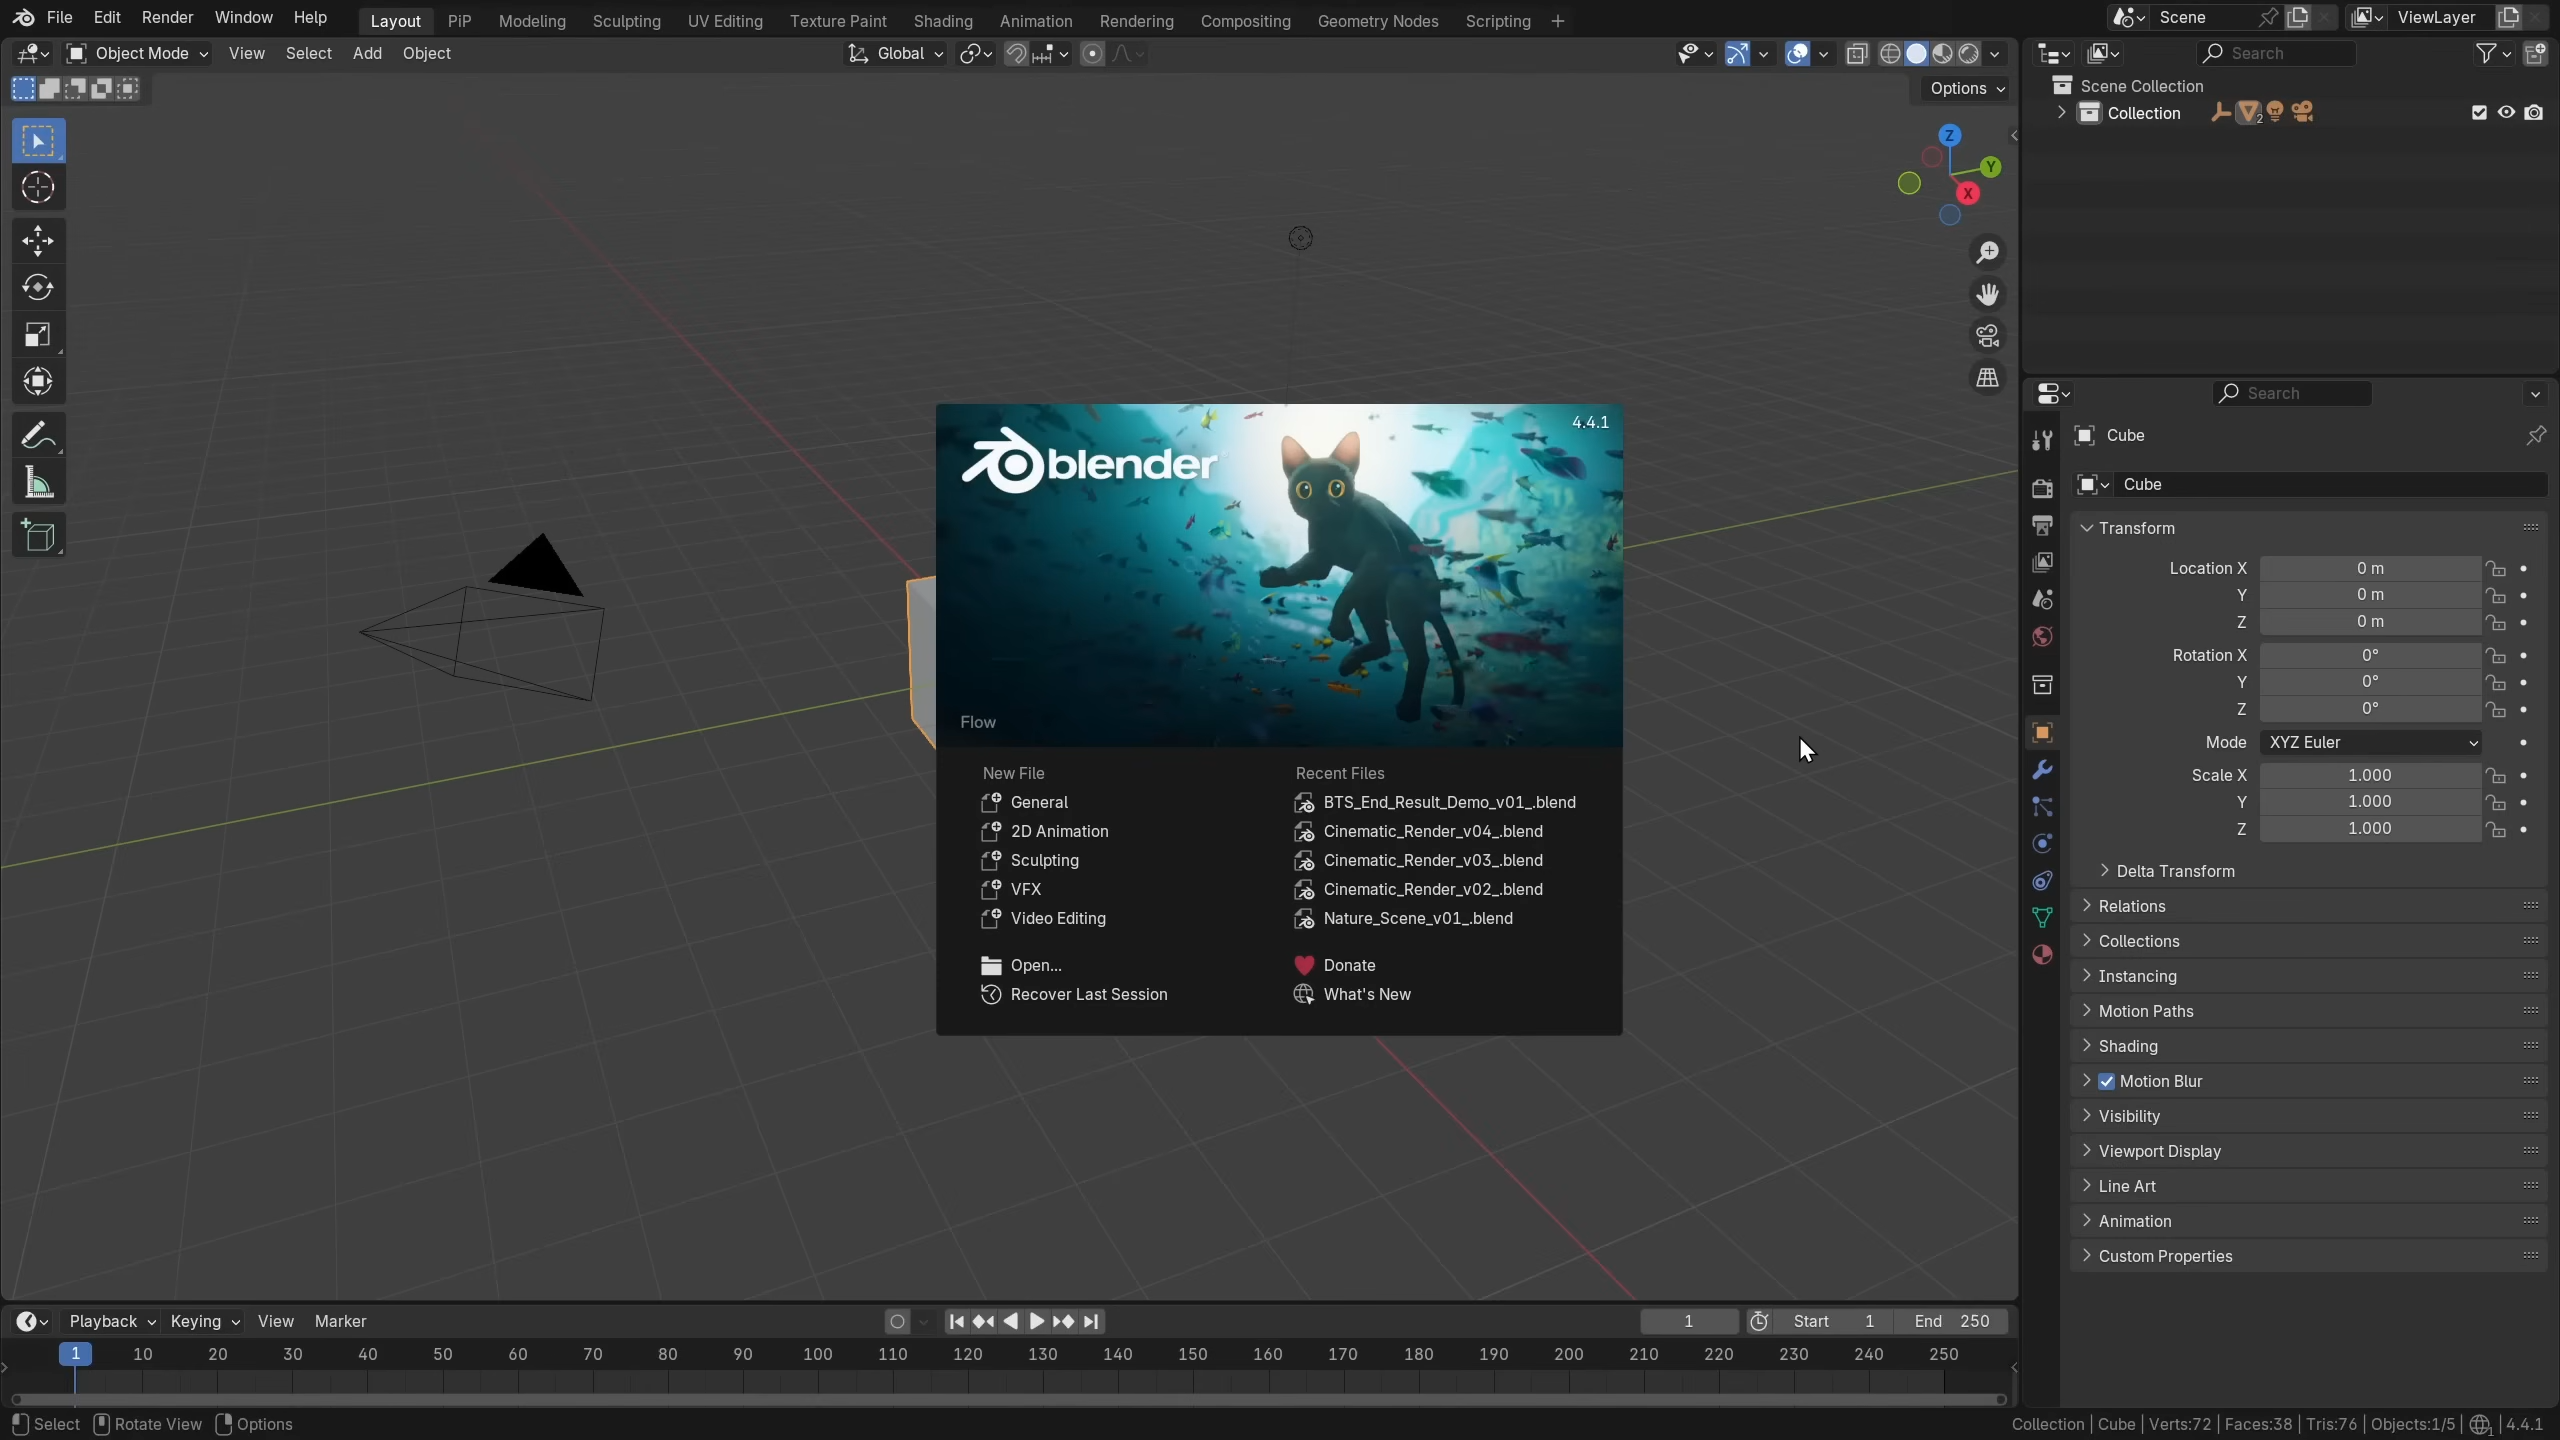 File Edit Render Window Help Layout PiP Modeling Sculpting UV Editing Texture Paint Shading Animation Rendering Compositing Geometry Nodes Scripting + Scene ViewLayer
Object Mode View Select Add Object Global Search
Options
Scene Collection
Collection 2
Z
Y
X
Search
Cube
Cube
Transform
Location X 0 m
Y 0 m
Z 0 m
Rotation X 0°
Y 0°
Z 0°
Mode XYZ Euler
Scale X 1.000
Y 1.000
Z 1.000
Delta Transform
Relations
Collections
Instancing
Motion Paths
Shading
Motion Blur
Visibility
Viewport Display
Line Art
Animation
Custom Properties
4.4.1
blender
Flow
New File
General
2D Animation
Sculpting
VFX
Video Editing
Open...
Recover Last Session
Recent Files
BTS_End_Result_Demo_v01_.blend
Cinematic_Render_v04_.blend
Cinematic_Render_v03_.blend
Cinematic_Render_v02_.blend
Nature_Scene_v01_.blend
Donate
What's New
Playback Keying View Marker 1 Start 1 End 250
1 10 20 30 40 50 60 70 80 90 100 110 120 130 140 150 160 170 180 190 200 210 220 230 240 250
Select Rotate View Options Collection | Cube | Verts:72 | Faces:38 | Tris:76 | Objects:1/5 | 4.4.1